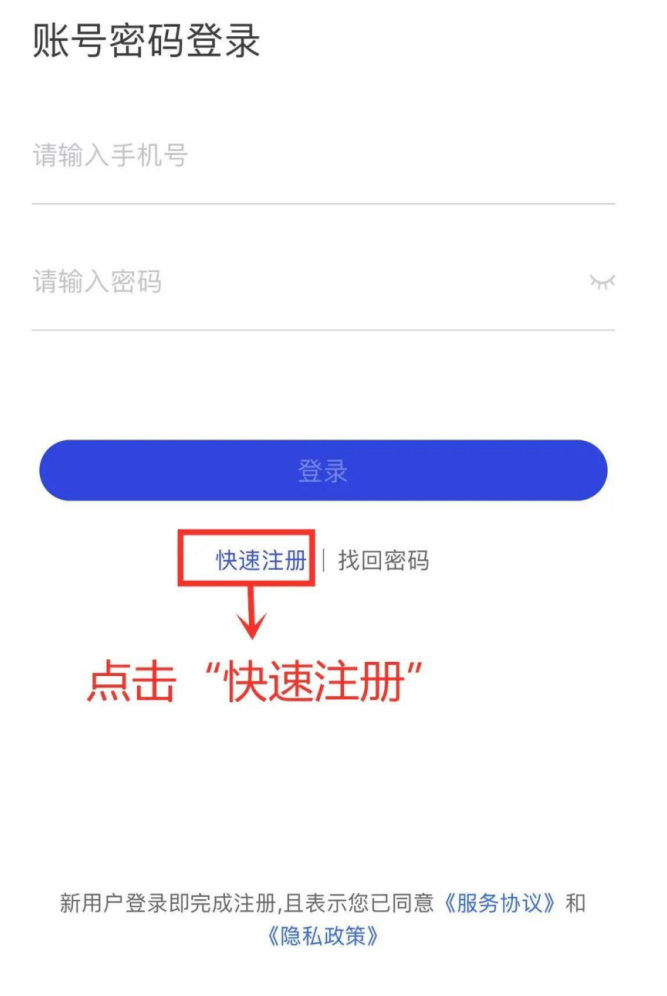 账号密码登录
请输入手机号
请输入密码
登录
快速注册 | 找回密码
点击“快速注册”
新用户登录即完成注册,且表示您已同意《服务协议》和
《隐私政策》